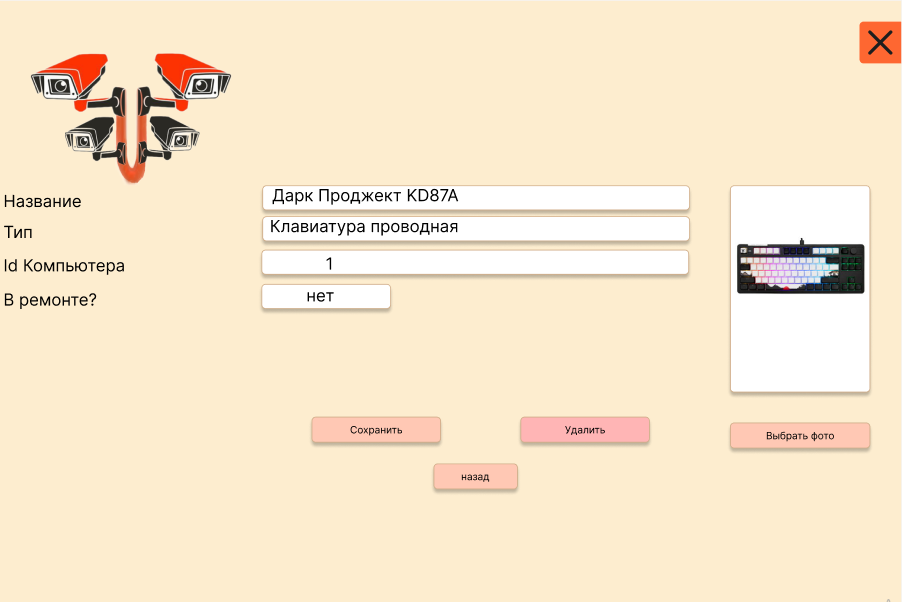 Название
Дарк Проджект KD87A
Тип
Клавиатура проводная
Id Компьютера
1
В ремонте?
нет
Сохранить
Удалить
Выбрать фото
назад